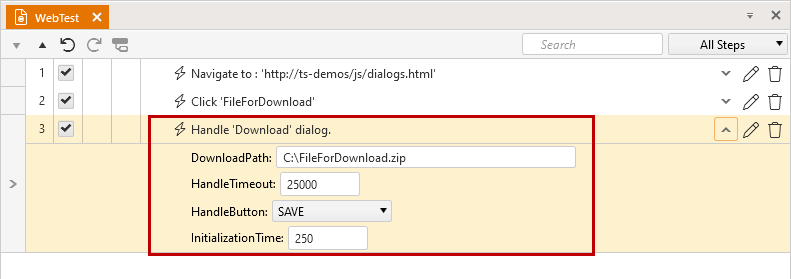 WebTest
Search
All Steps
1 Navigate to : 'http://ts-demos/js/dialogs.html'
2 Click 'FileForDownload'
3 Handle 'Download' dialog.
DownloadPath: C:\FileForDownload.zip
HandleTimeout: 25000
HandleButton: SAVE
InitializationTime: 250